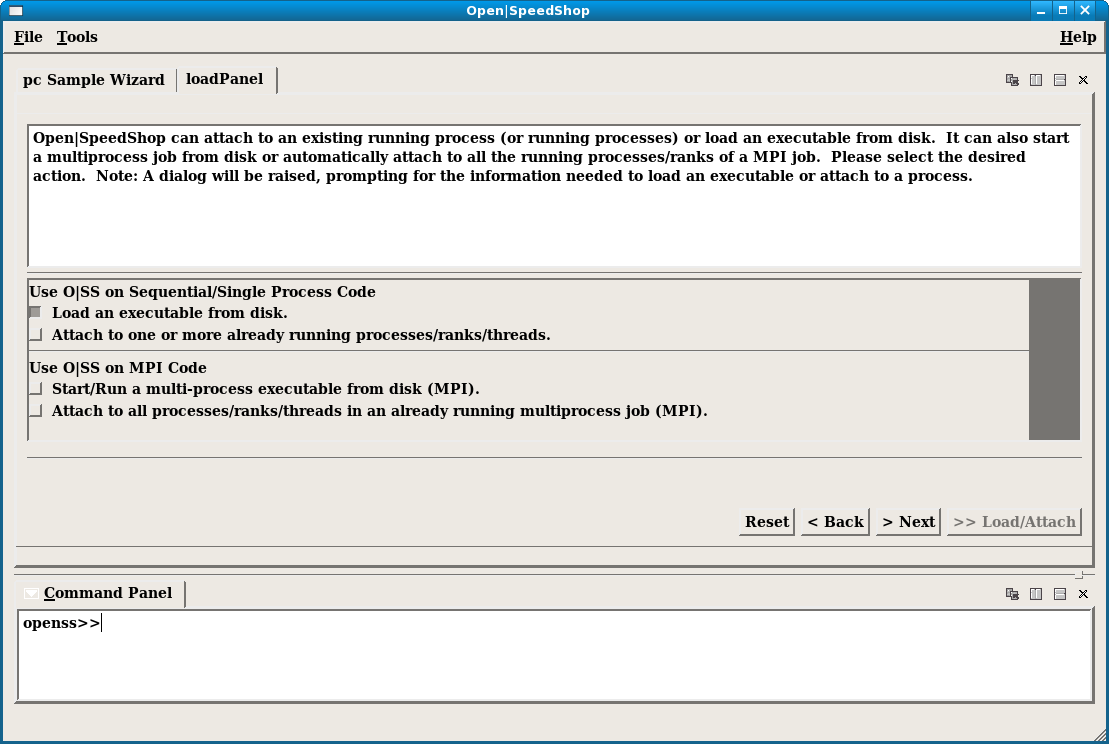 Open|SpeedShop
File Tools Help
pc Sample Wizard loadPanel
Open|SpeedShop can attach to an existing running process (or running processes) or load an executable from disk.  It can also start
a multiprocess job from disk or automatically attach to all the running processes/ranks of a MPI job.  Please select the desired
action.  Note: A dialog will be raised, prompting for the information needed to load an executable or attach to a process.
Use O|SS on Sequential/Single Process Code
Load an executable from disk.
Attach to one or more already running processes/ranks/threads.
Use O|SS on MPI Code
Start/Run a multi-process executable from disk (MPI).
Attach to all processes/ranks/threads in an already running multiprocess job (MPI).
Reset < Back > Next >> Load/Attach
Command Panel
openss>>